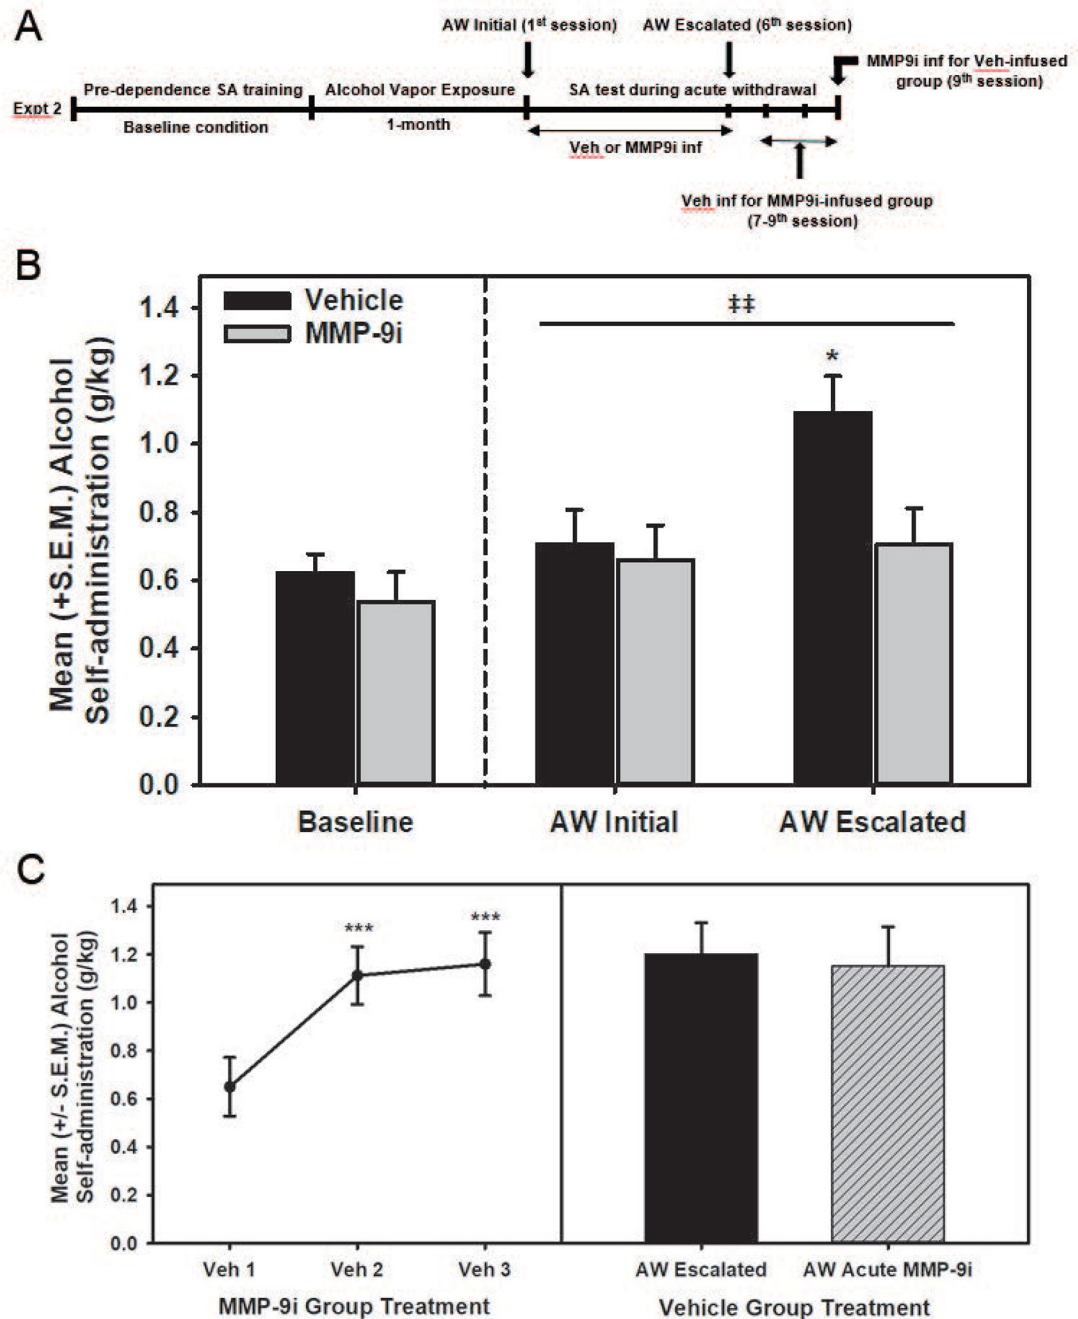 A
AW Initial (1st session)
AW Escalated (6th session)
MMP9i inf for Veh-infused
group (9th session)
Pre-dependence SA training
Alcohol Vapor Exposure
SA test during acute withdrawal
Expt 2
Baseline condition
1-month
Veh or MMP9i inf
Veh inf for MMP9i-infused group
(7-9th session)
B
Vehicle
MMP-9i
‡‡
*
Mean (+S.E.M.) Alcohol
Self-administration (g/kg)
1.4
1.2
1.0
0.8
0.6
0.4
0.2
0.0
Baseline
AW Initial
AW Escalated
C
Mean (+/- S.E.M.) Alcohol
Self-administration (g/kg)
1.4
1.2
1.0
0.8
0.6
0.4
0.2
0.0
***
***
Veh 1
Veh 2
Veh 3
MMP-9i Group Treatment
AW Escalated
AW Acute MMP-9i
Vehicle Group Treatment